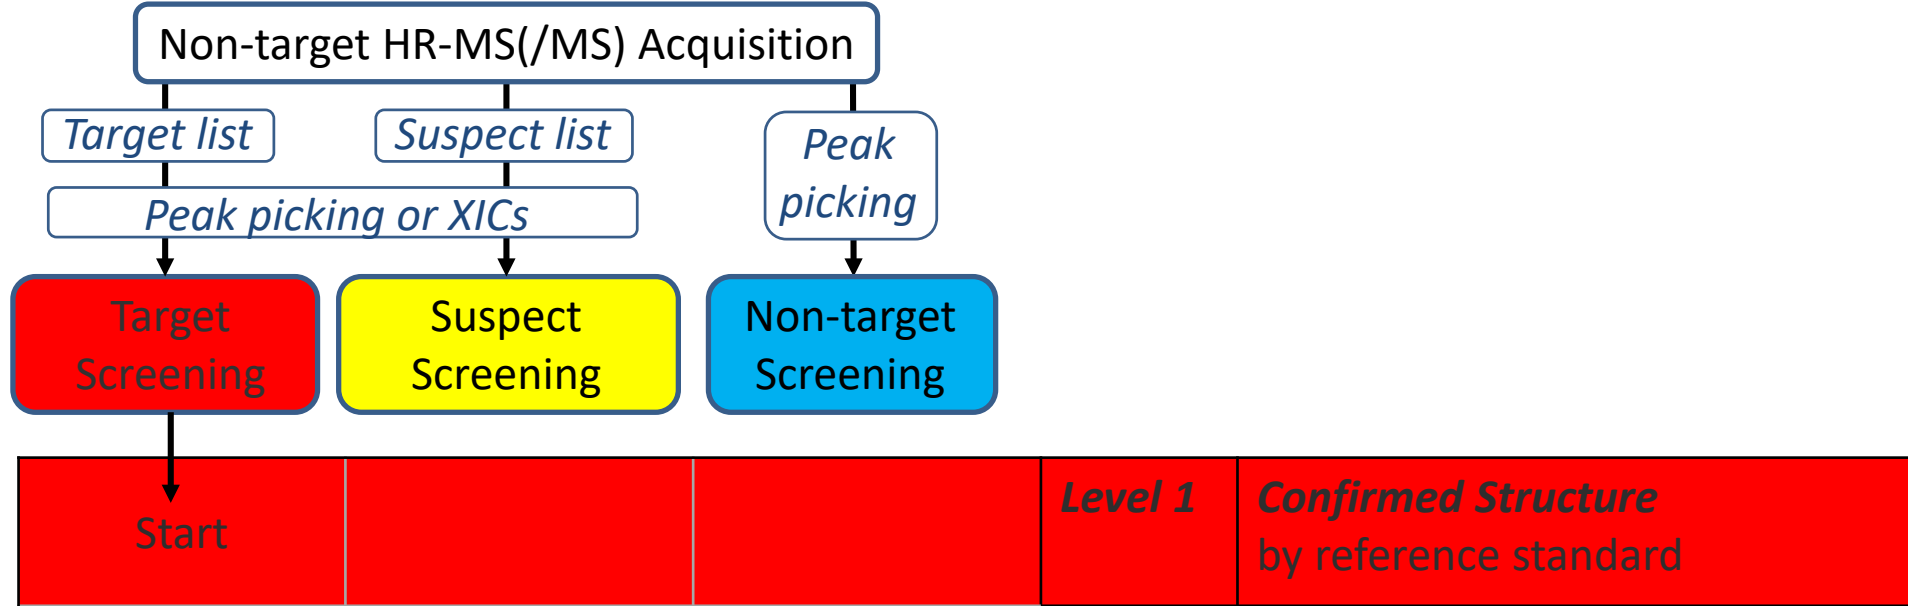 Non-target HR-MS(/MS) Acquisition
Target list
Suspect list
Peak
picking
Peak picking or XICs
Target
Screening
Suspect
Screening
Non-target
Screening
Start
Level 1
Confirmed Structure
by reference standard